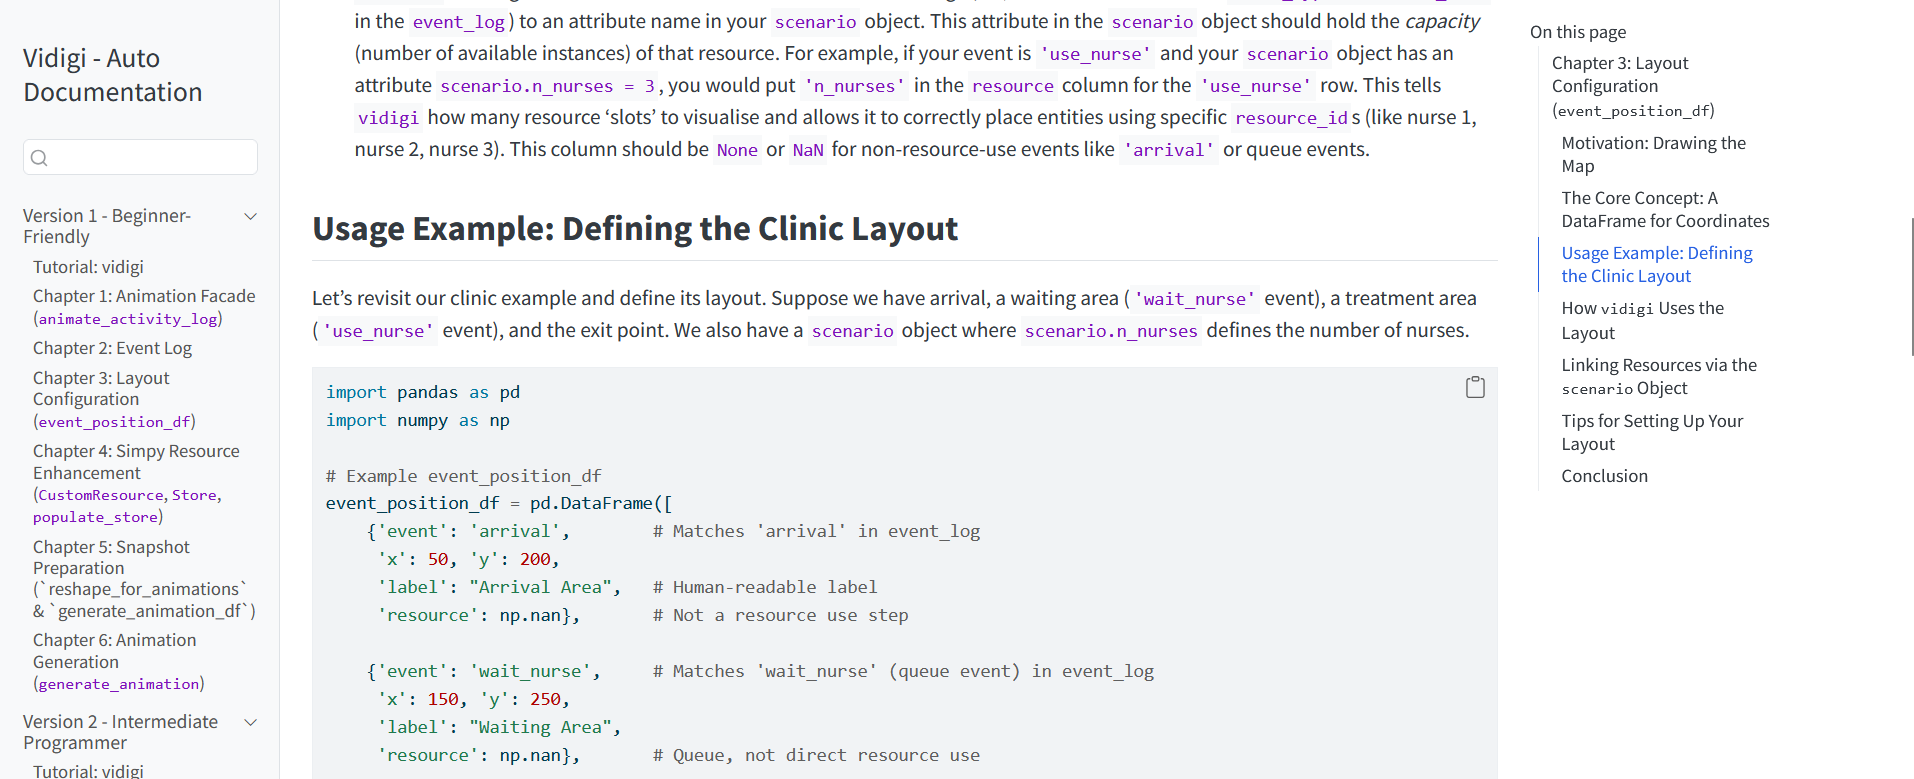 Vidigi - Auto
Documentation
Version 1 - Beginner-
Friendly
Tutorial: vidigi
Chapter 1: Animation Facade
(animate_activity_log)
Chapter 2: Event Log
Chapter 3: Layout
Configuration
(event_position_df)
Chapter 4: Simpy Resource
Enhancement
(CustomResource, Store,
populate_store)
Chapter 5: Snapshot
Preparation
(`reshape_for_animations`
& `generate_animation_df`)
Chapter 6: Animation
Generation
(generate_animation)
Version 2 - Intermediate
Programmer
Tutorial: vidigi
in the event_log) to an attribute name in your scenario object. This attribute in the scenario object should hold the capacity
(number of available instances) of that resource. For example, if your event is 'use_nurse' and your scenario object has an
attribute scenario.n_nurses = 3, you would put 'n_nurses' in the resource column for the 'use_nurse' row. This tells
vidigi how many resource ‘slots’ to visualise and allows it to correctly place entities using specific resource_ids (like nurse 1,
nurse 2, nurse 3). This column should be None or NaN for non-resource-use events like 'arrival' or queue events.
Usage Example: Defining the Clinic Layout
Let’s revisit our clinic example and define its layout. Suppose we have arrival, a waiting area ('wait_nurse' event), a treatment area
('use_nurse' event), and the exit point. We also have a scenario object where scenario.n_nurses defines the number of nurses.
import pandas as pd
import numpy as np
# Example event_position_df
event_position_df = pd.DataFrame([
    {'event': 'arrival',        # Matches 'arrival' in event_log
     'x': 50, 'y': 200,
     'label': "Arrival Area",   # Human-readable label
     'resource': np.nan},       # Not a resource use step
    {'event': 'wait_nurse',     # Matches 'wait_nurse' (queue event) in event_log
     'x': 150, 'y': 250,
     'label': "Waiting Area",
     'resource': np.nan},       # Queue, not direct resource use
On this page
Chapter 3: Layout
Configuration
(event_position_df)
Motivation: Drawing the
Map
The Core Concept: A
DataFrame for Coordinates
Usage Example: Defining
the Clinic Layout
How vidigi Uses the
Layout
Linking Resources via the
scenario Object
Tips for Setting Up Your
Layout
Conclusion